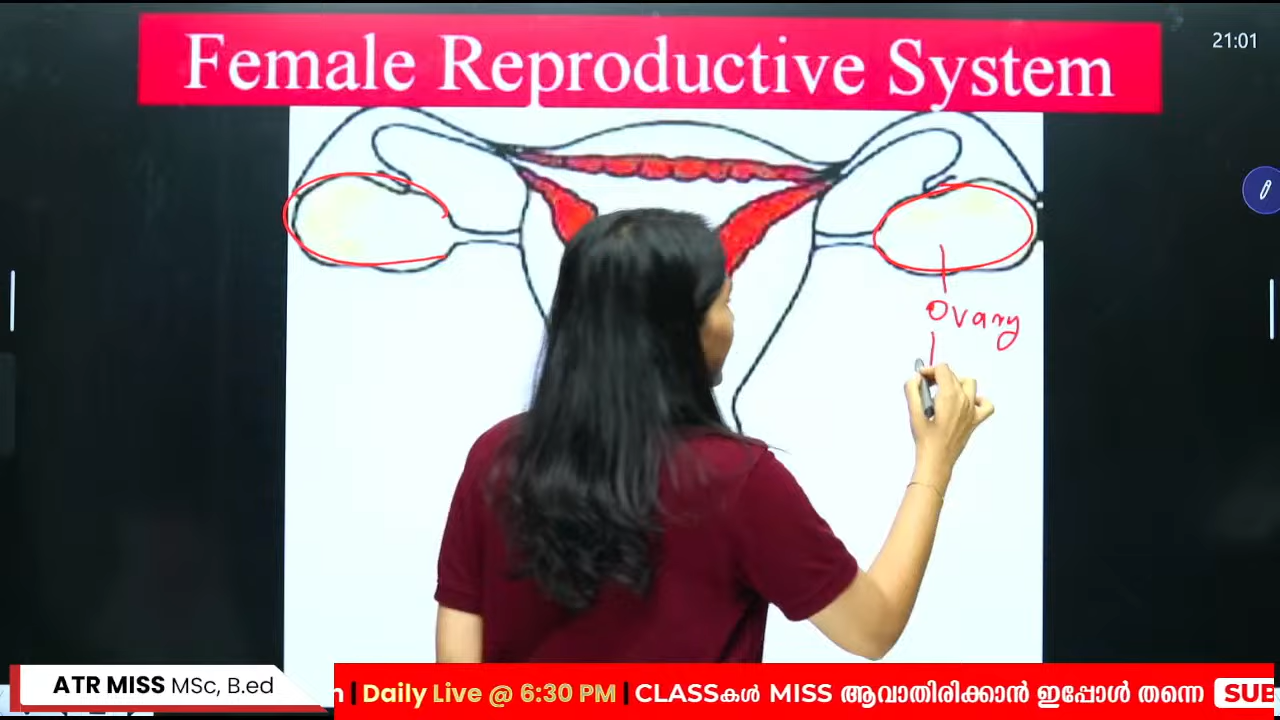 Female Reproductive System
21:01
Ovary
ATR MISS MSc, B.ed
| Daily Live @ 6:30 PM | CLASSകൾ MISS ആവാതിരിക്കാൻ ഇപ്പോൾ തന്നെ SUB